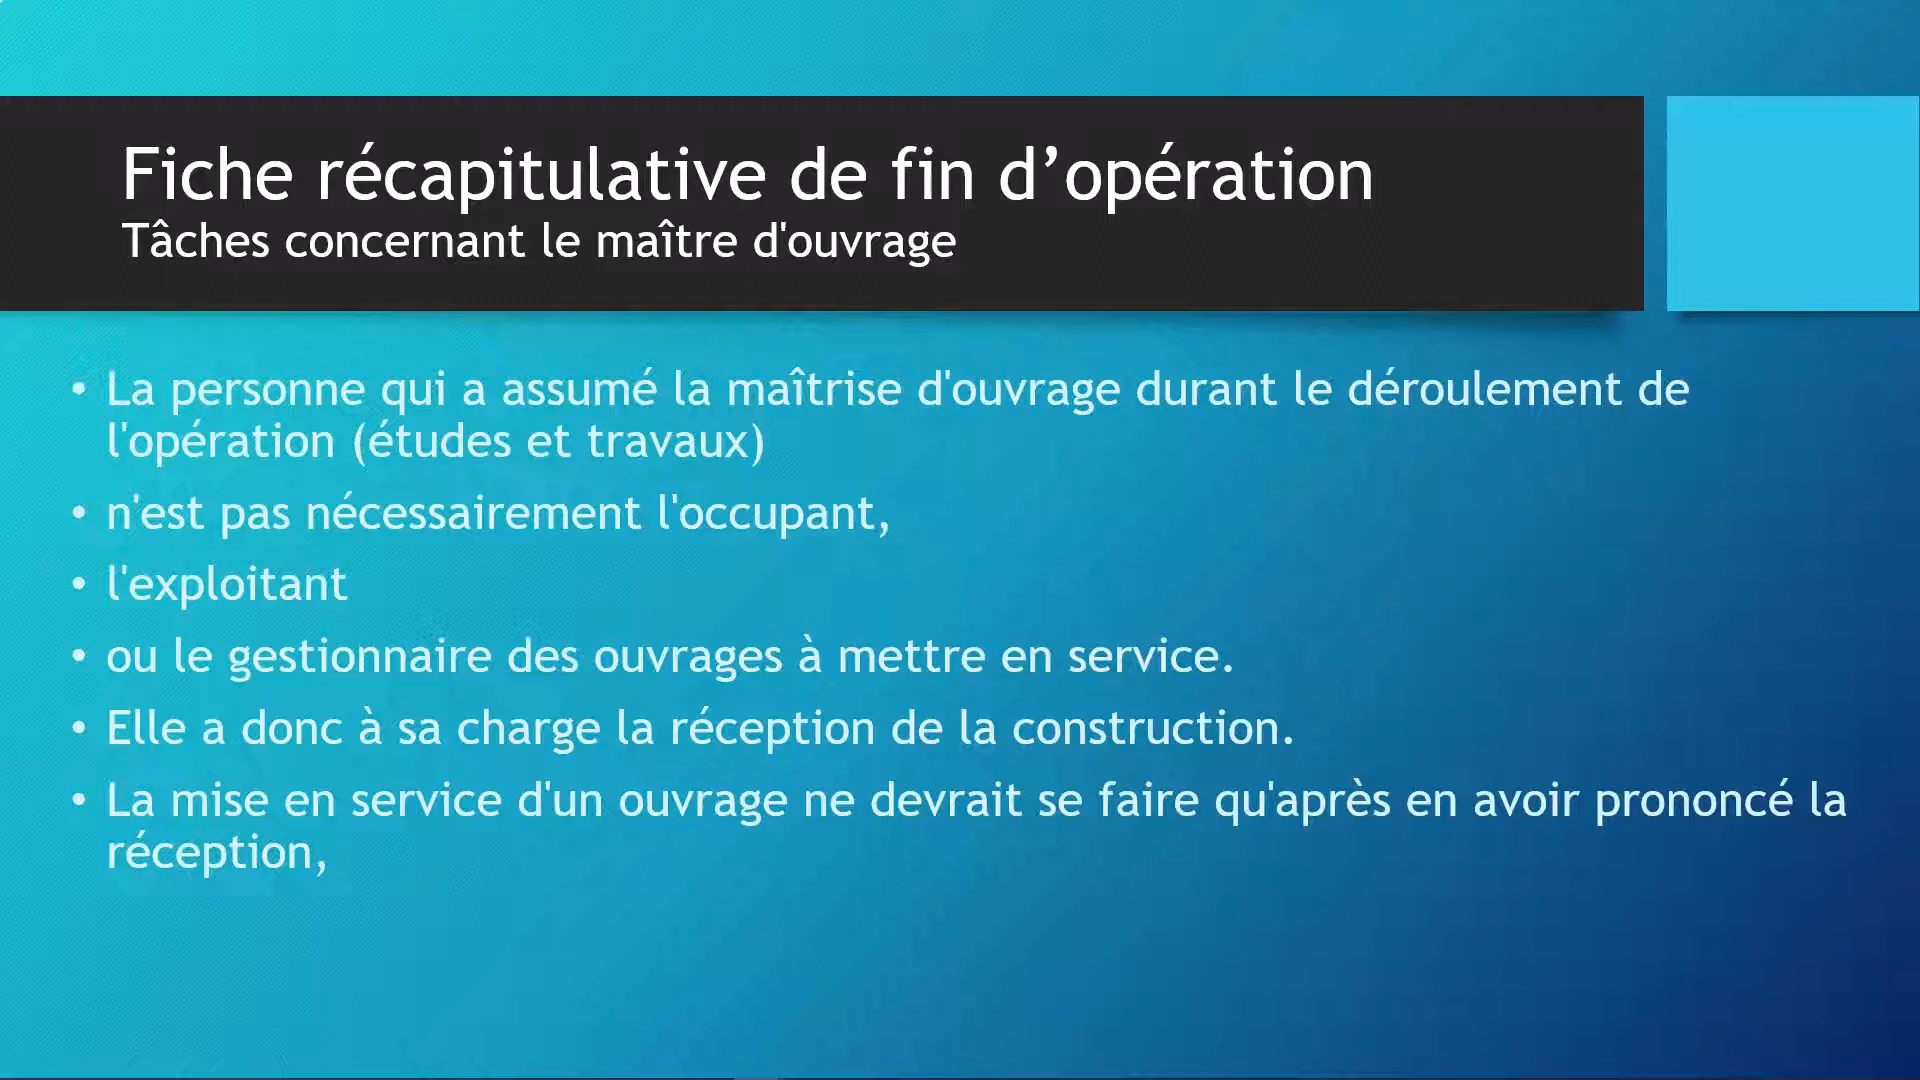 Fiche récapitulative de fin d’opération
Tâches concernant le maître d'ouvrage
• La personne qui a assumé la maîtrise d'ouvrage durant le déroulement de
l'opération (études et travaux)
• n'est pas nécessairement l'occupant,
• l'exploitant
• ou le gestionnaire des ouvrages à mettre en service.
• Elle a donc à sa charge la réception de la construction.
• La mise en service d'un ouvrage ne devrait se faire qu'après en avoir prononcé la
réception,